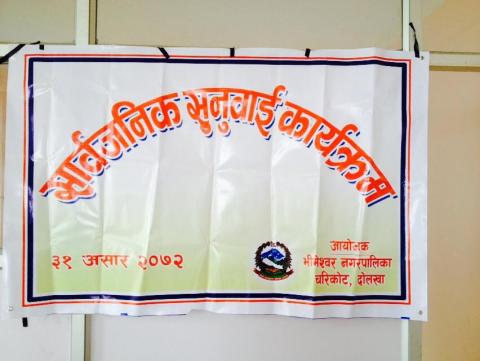 सार्वजनिक सुनुवाई कार्यक्रम
३१ असार २०७२
आयोजक
भीमेश्वर नगरपालिका
चरिकोट, दोलखा